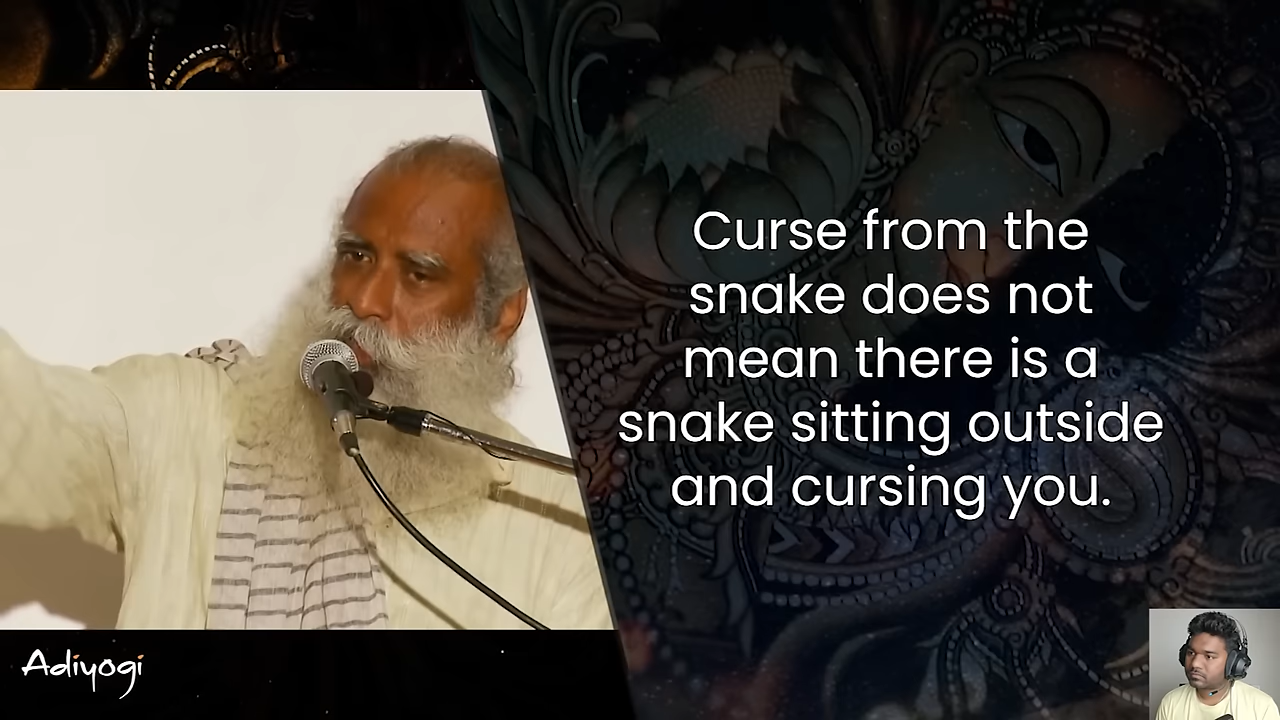 Curse from the
snake does not
mean there is a
snake sitting outside
and cursing you.
Adiyogi